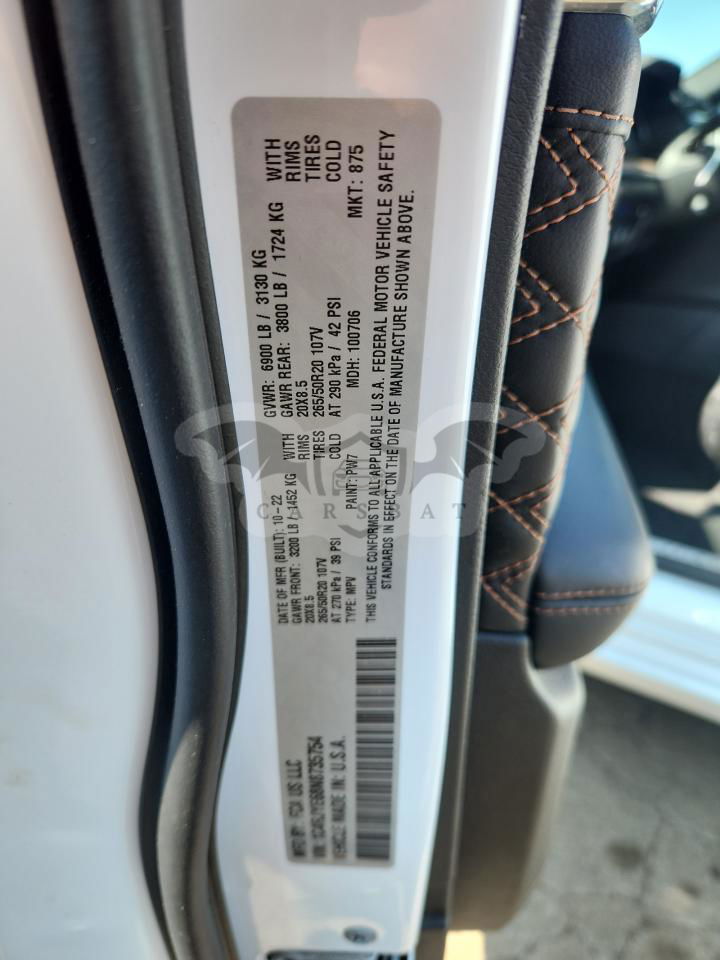 MFD BY: FCA US LLC
DATE OF MFR (BUILT): 10-22
GVWR: 6900 LB / 3130 KG
GAWR FRONT: 3200 LB / 1452 KG WITH
GAWR REAR: 3800 LB / 1724 KG WITH
20X8.5 RIMS
20X8.5 RIMS
265/50R20 107V TIRES
265/50R20 107V TIRES
AT 270 kPa / 39 PSI COLD
AT 290 kPa / 42 PSI COLD
VIN:
VEHICLE MADE IN: U.S.A.
TYPE: MPV
PAINT: PW7
MDH: 100706
MKT: 875
THIS VEHICLE CONFORMS TO ALL APPLICABLE U.S.A. FEDERAL MOTOR VEHICLE SAFETY
STANDARDS IN EFFECT ON THE DATE OF MANUFACTURE SHOWN ABOVE.
CARSBAT